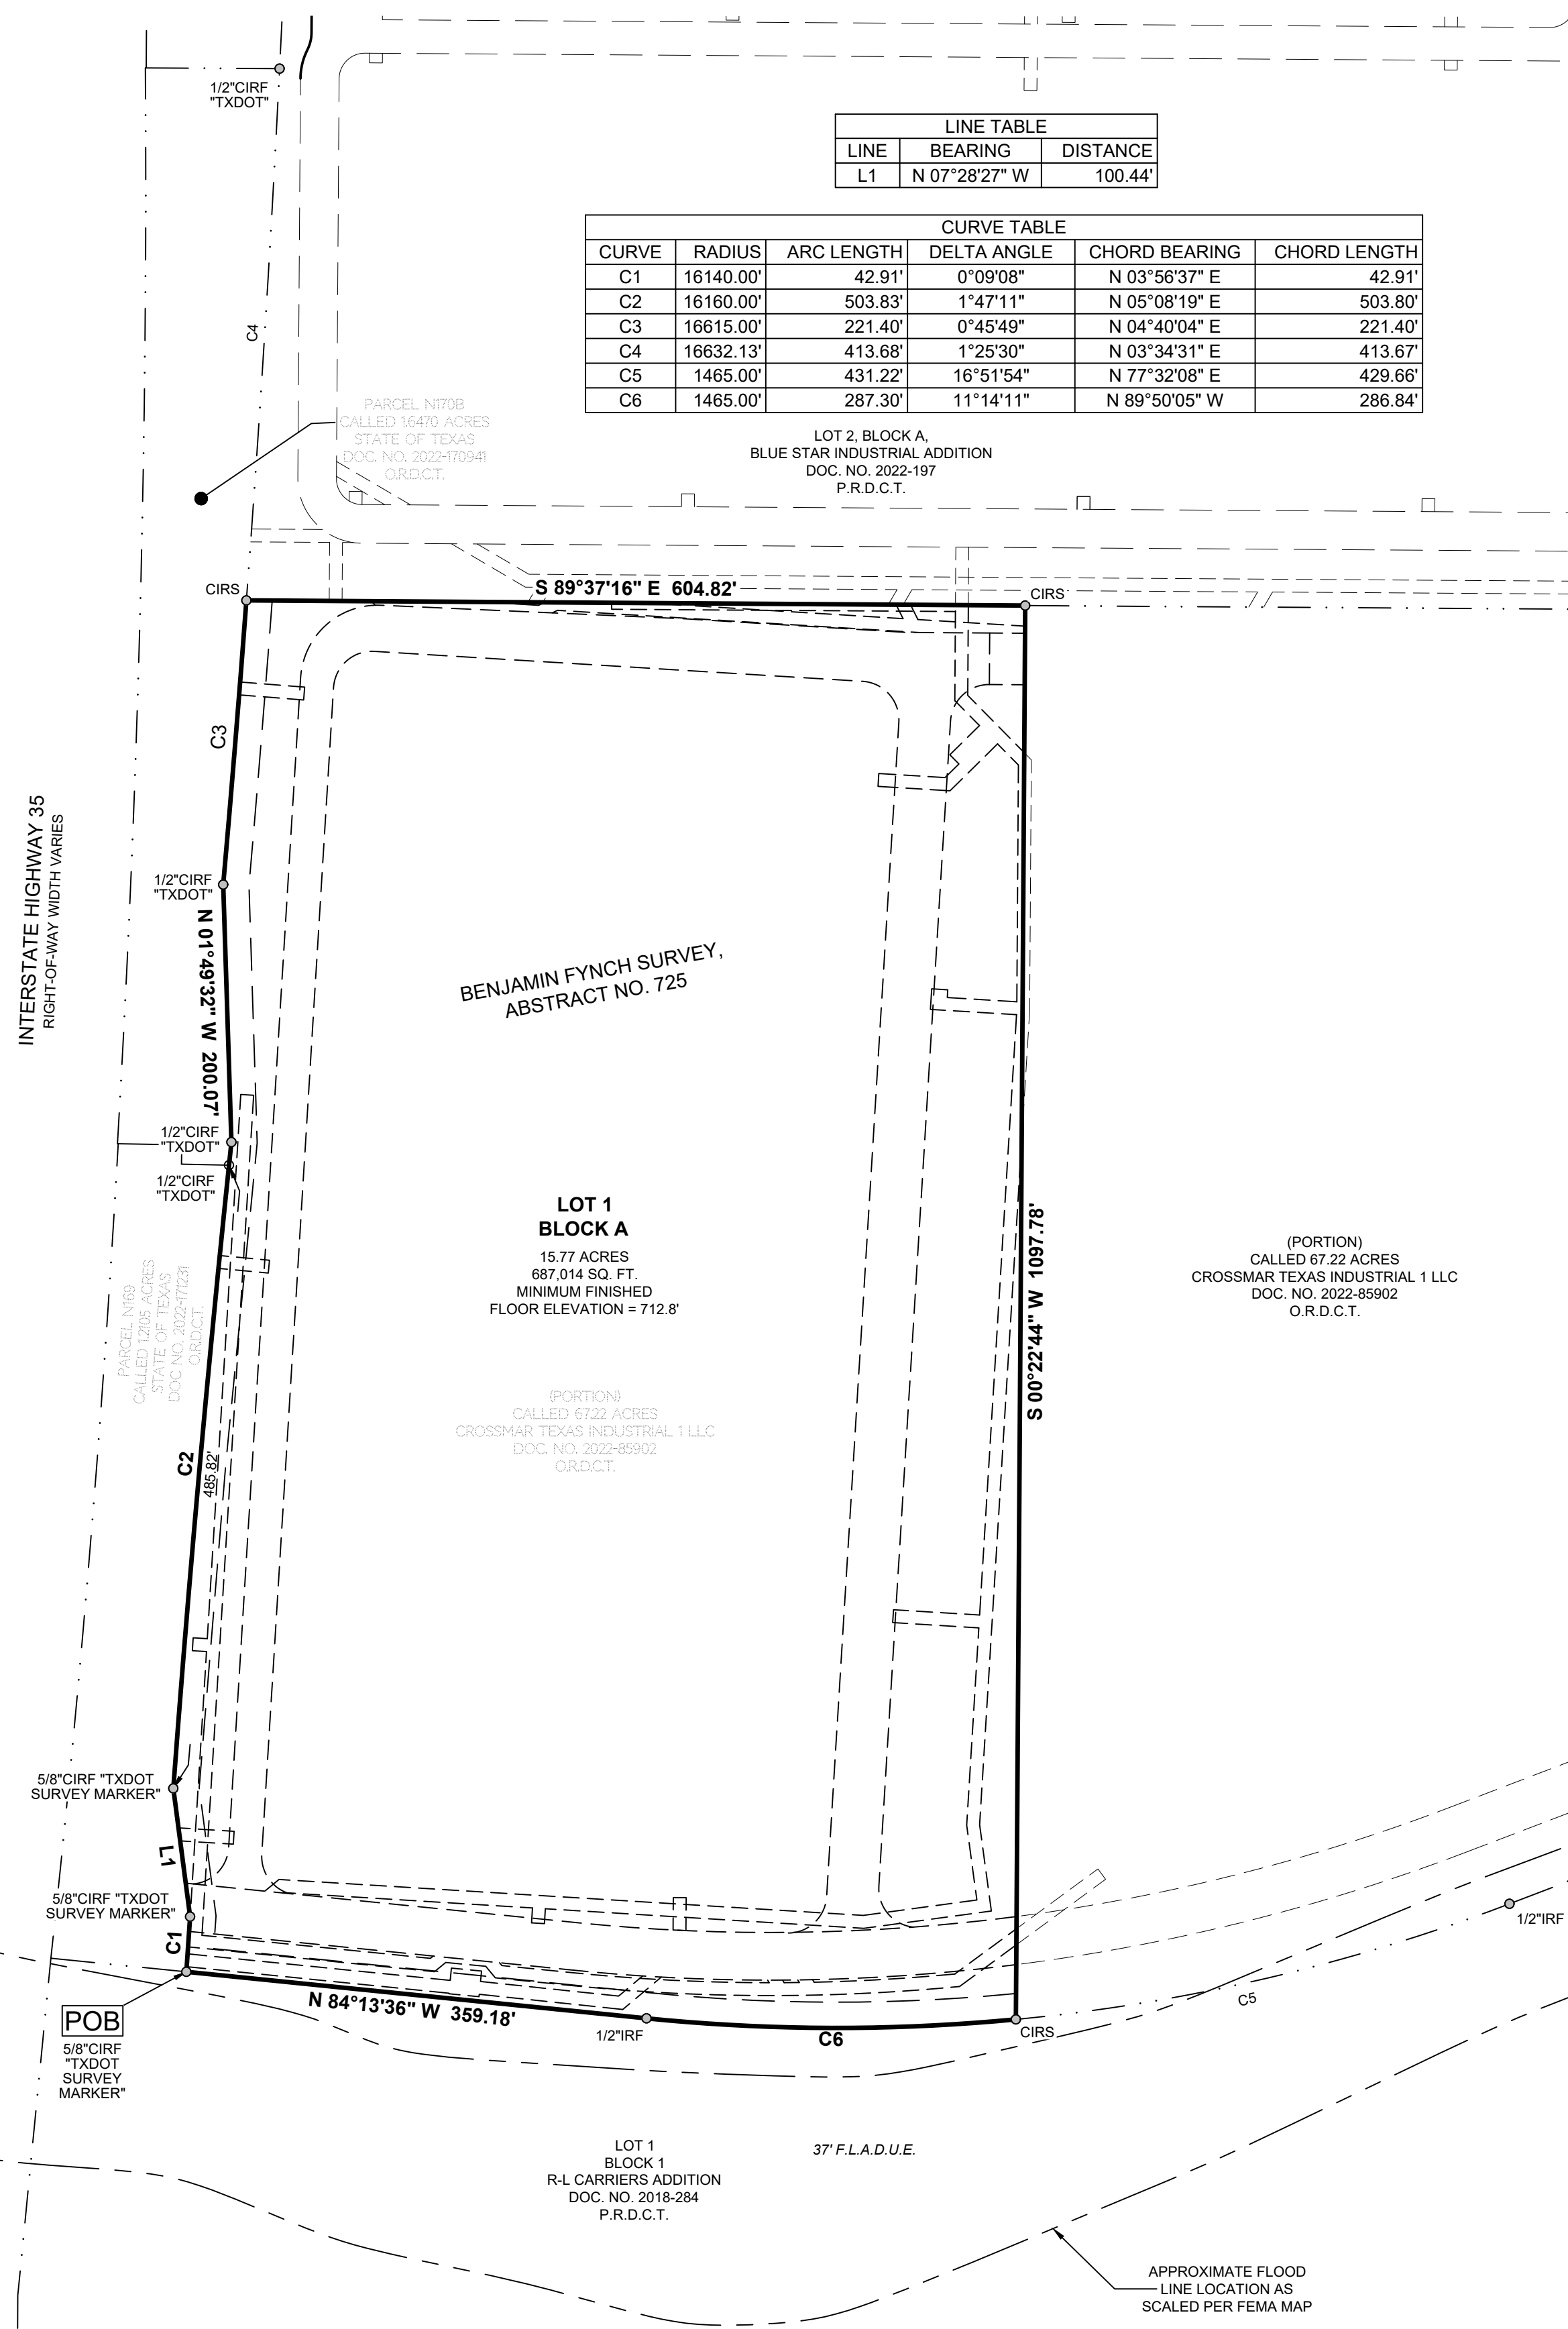 1/2"CIRF
"TXDOT"
LINE TABLE
LINE BEARING DISTANCE
L1 N 07°28'27" W 100.44'
CURVE TABLE
CURVE RADIUS ARC LENGTH DELTA ANGLE CHORD BEARING CHORD LENGTH
C1 16140.00' 42.91' 0°09'08" N 03°56'37" E 42.91'
C2 16160.00' 503.83' 1°47'11" N 05°08'19" E 503.80'
C3 16615.00' 221.40' 0°45'49" N 04°40'04" E 221.40'
C4 16632.13' 413.68' 1°25'30" N 03°34'31" E 413.67'
C5 1465.00' 431.22' 16°51'54" N 77°32'08" E 429.66'
C6 1465.00' 287.30' 11°14'11" N 89°50'05" W 286.84'
C4
PARCEL N170B
CALLED 1.6470 ACRES
STATE OF TEXAS
DOC. NO. 2022-170941
O.R.D.C.T.
LOT 2, BLOCK A,
BLUE STAR INDUSTRIAL ADDITION
DOC. NO. 2022-197
P.R.D.C.T.
CIRS
S 89°37'16" E 604.82'
CIRS
C3
INTERSTATE HIGHWAY 35
RIGHT-OF-WAY WIDTH VARIES
1/2"CIRF
"TXDOT"
N 01°49'32" W 200.07'
BENJAMIN FYNCH SURVEY,
ABSTRACT NO. 725
1/2"CIRF
"TXDOT"
1/2"CIRF
"TXDOT"
LOT 1
BLOCK A
15.77 ACRES
687,014 SQ. FT.
MINIMUM FINISHED
FLOOR ELEVATION = 712.8'
S 00°22'44" W 1097.78'
(PORTION)
CALLED 67.22 ACRES
CROSSMAR TEXAS INDUSTRIAL 1 LLC
DOC. NO. 2022-85902
O.R.D.C.T.
PARCEL N169
CALLED 1.2105 ACRES
STATE OF TEXAS
DOC NO. 2022-171231
O.R.D.C.T.
(PORTION)
CALLED 67.22 ACRES
CROSSMAR TEXAS INDUSTRIAL 1 LLC
DOC. NO. 2022-85902
O.R.D.C.T.
C2
485.82'
5/8"CIRF "TXDOT
SURVEY MARKER"
L1
5/8"CIRF "TXDOT
SURVEY MARKER"
C1
1/2"IRF
POB
5/8"CIRF
"TXDOT
SURVEY
MARKER"
N 84°13'36" W 359.18'
1/2"IRF
C6
CIRS
C5
LOT 1
BLOCK 1
R-L CARRIERS ADDITION
DOC. NO. 2018-284
P.R.D.C.T.
37' F.L.A.D.U.E.
APPROXIMATE FLOOD
LINE LOCATION AS
SCALED PER FEMA MAP